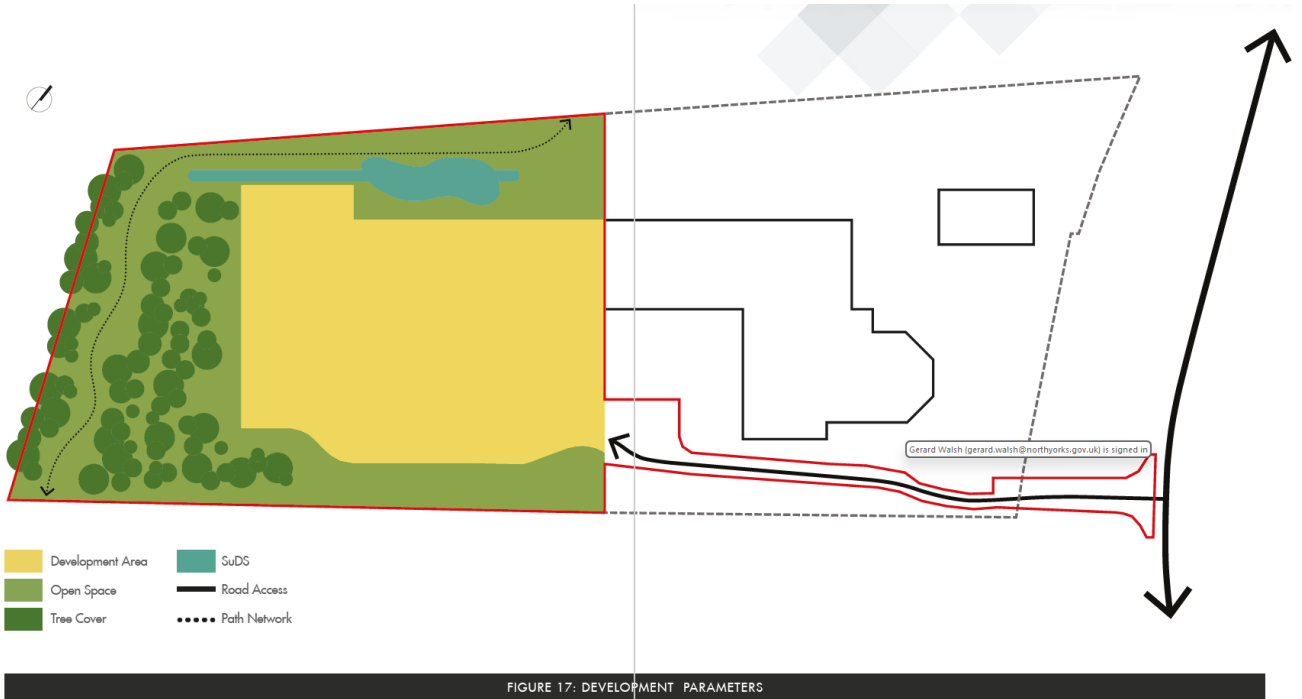 Gerard Walsh (gerard.walsh@northyorks.gov.uk) is signed in
Development Area
SuDS
Open Space
Road Access
Tree Cover
Path Network
FIGURE 17: DEVELOPMENT PARAMETERS